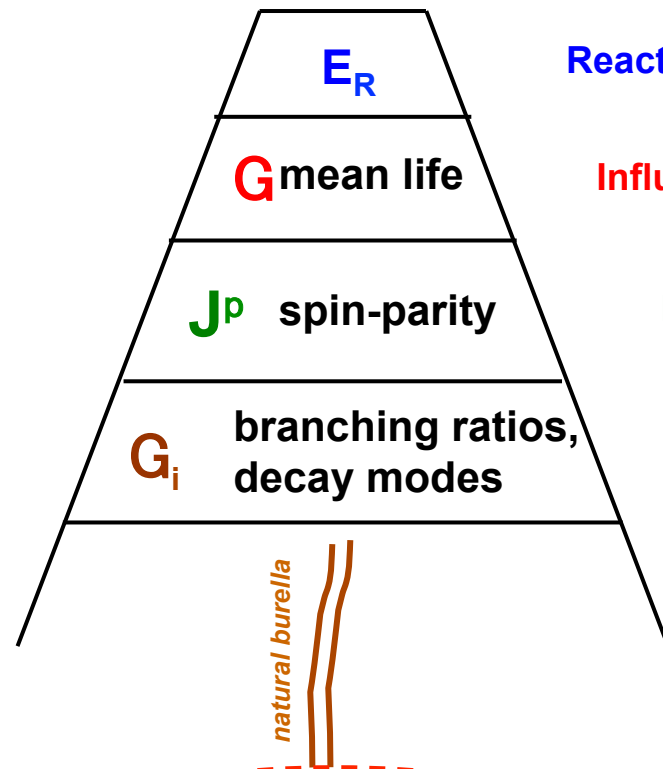 E_R
React
G mean life
Influ
J^p spin-parity
G_i branching ratios,
decay modes
natural burella